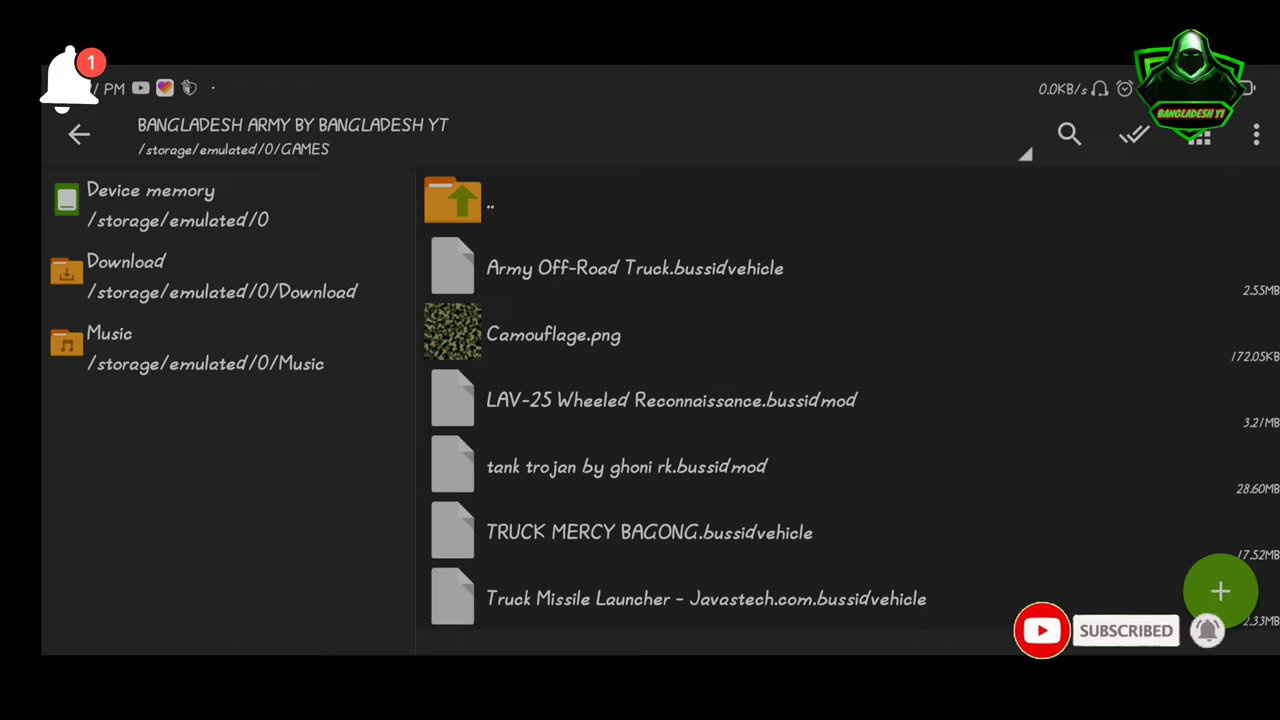 1
PM
0.0KB/s
BANGLADESH YT
BANGLADESH ARMY BY BANGLADESH YT
/storage/emulated/0/GAMES
Device memory
/storage/emulated/0
Download
/storage/emulated/0/Download
Music
/storage/emulated/0/Music
..
Army Off-Road Truck.bussidvehicle
2.55MB
Camouflage.png
172.05KB
LAV-25 Wheeled Reconnaissance.bussidmod
3.21MB
tank trojan by ghoni rk.bussidmod
28.60MB
TRUCK MERCY BAGONG.bussidvehicle
17.52MB
Truck Missile Launcher - Javastech.com.bussidvehicle
2.33MB
SUBSCRIBED